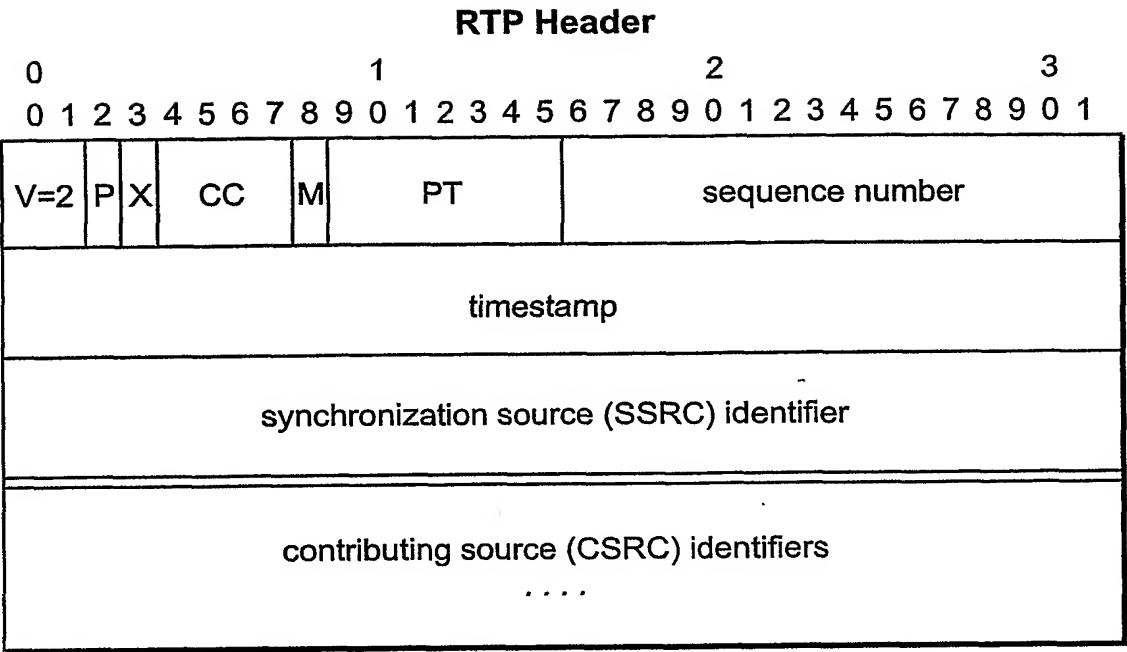 RTP Header
0 1 2 3
0 1 2 3 4 5 6 7 8 9 0 1 2 3 4 5 6 7 8 9 0 1 2 3 4 5 6 7 8 9 0 1
V=2 P X CC M PT sequence number
timestamp
synchronization source (SSRC) identifier
contributing source (CSRC) identifiers
....